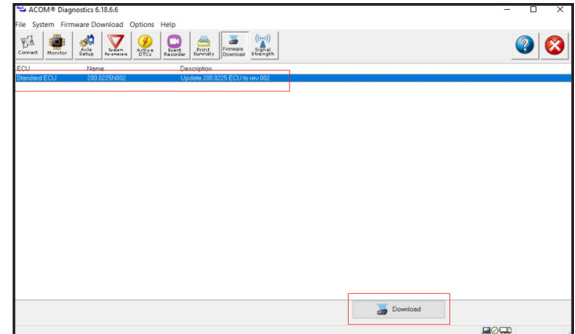 ACOM® Diagnostics 6.18.6.6
File System Firmware Download Options Help
Connect Monitor Axle Setup System Parameters Active DTCs Event Recorder Print Summary Firmware Download Signal Strength
ECU Name Description
Standard ECU 280.0225N002 Update 280.0225 ECU to rev 002
Download